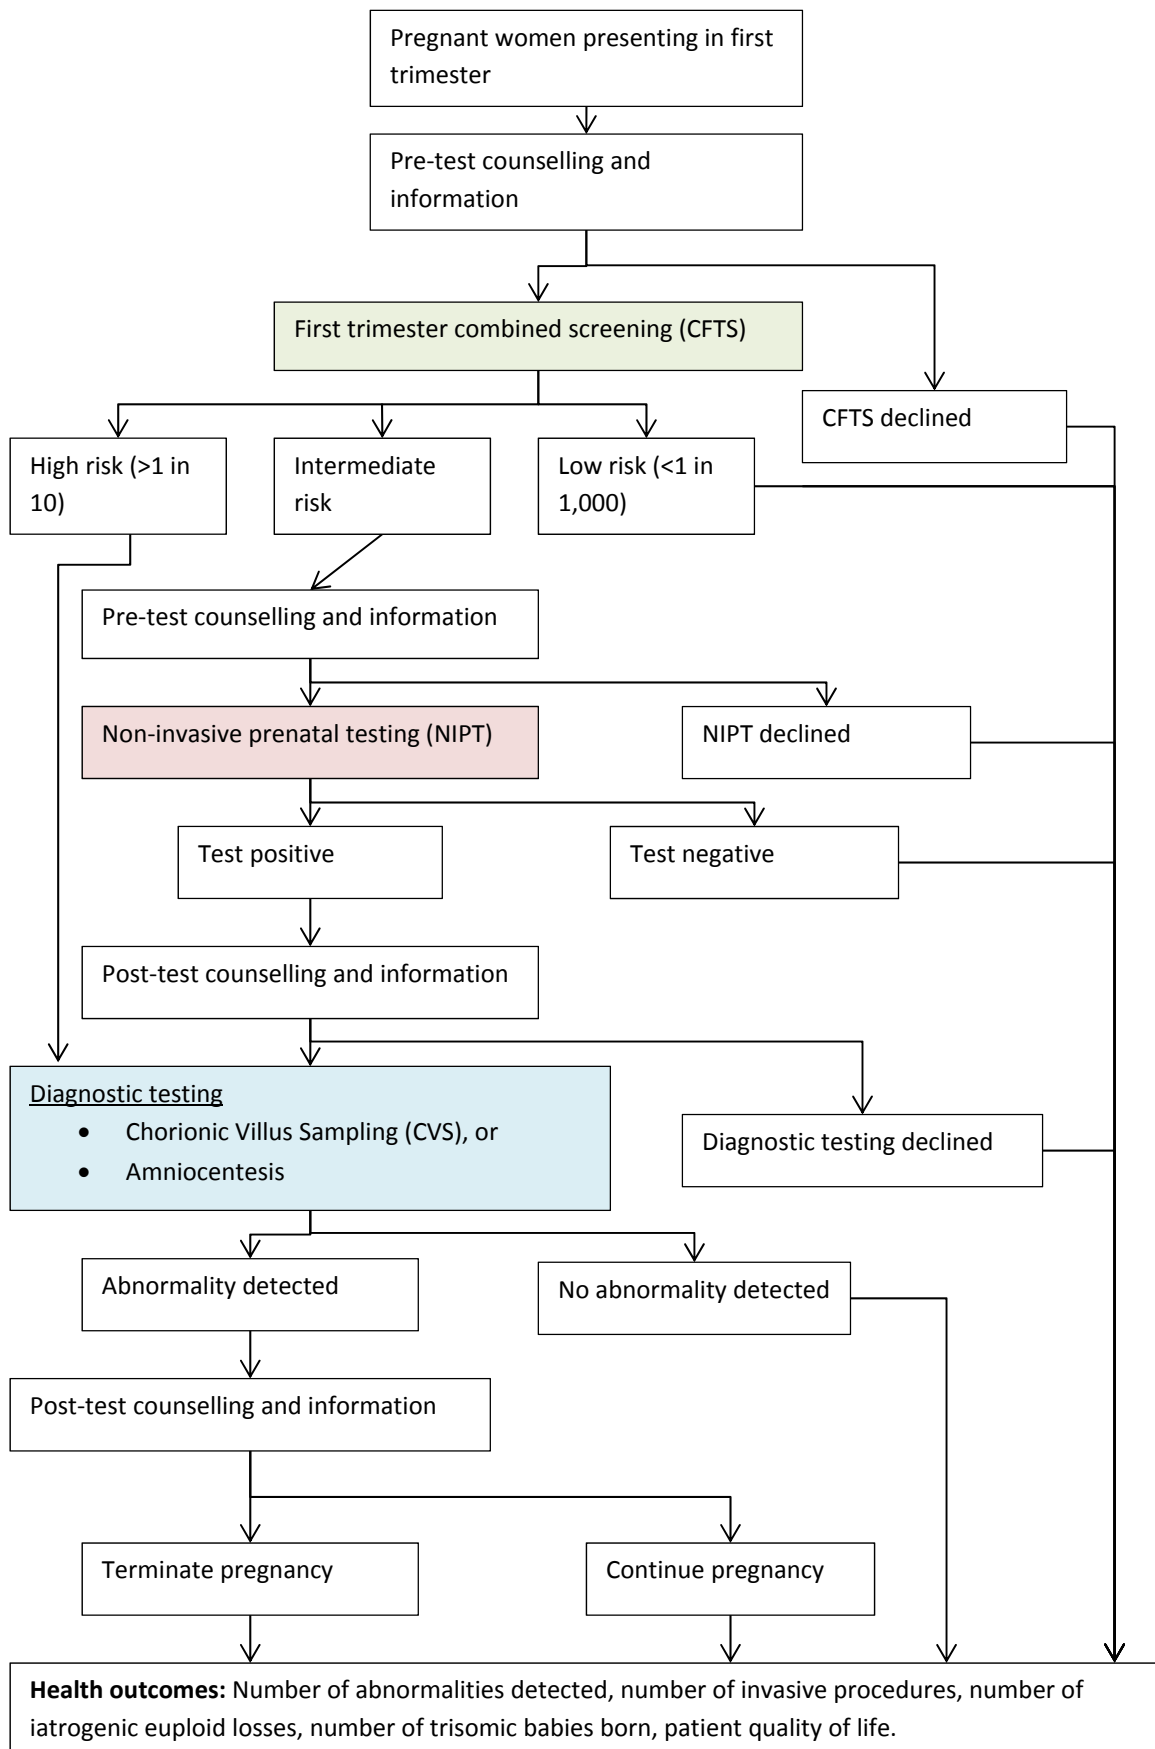 Pregnant women presenting in first
trimester
Pre-test counselling and
information
First trimester combined screening (CFTS)
CFTS declined
High risk (>1 in
10)
Intermediate
risk
Low risk (<1 in
1,000)
Pre-test counselling and information
Non-invasive prenatal testing (NIPT)
NIPT declined
Test positive
Test negative
Post-test counselling and information
Diagnostic testing
• Chorionic Villus Sampling (CVS), or
• Amniocentesis
Diagnostic testing declined
Abnormality detected
No abnormality detected
Post-test counselling and information
Terminate pregnancy
Continue pregnancy
Health outcomes: Number of abnormalities detected, number of invasive procedures, number of
iatrogenic euploid losses, number of trisomic babies born, patient quality of life.